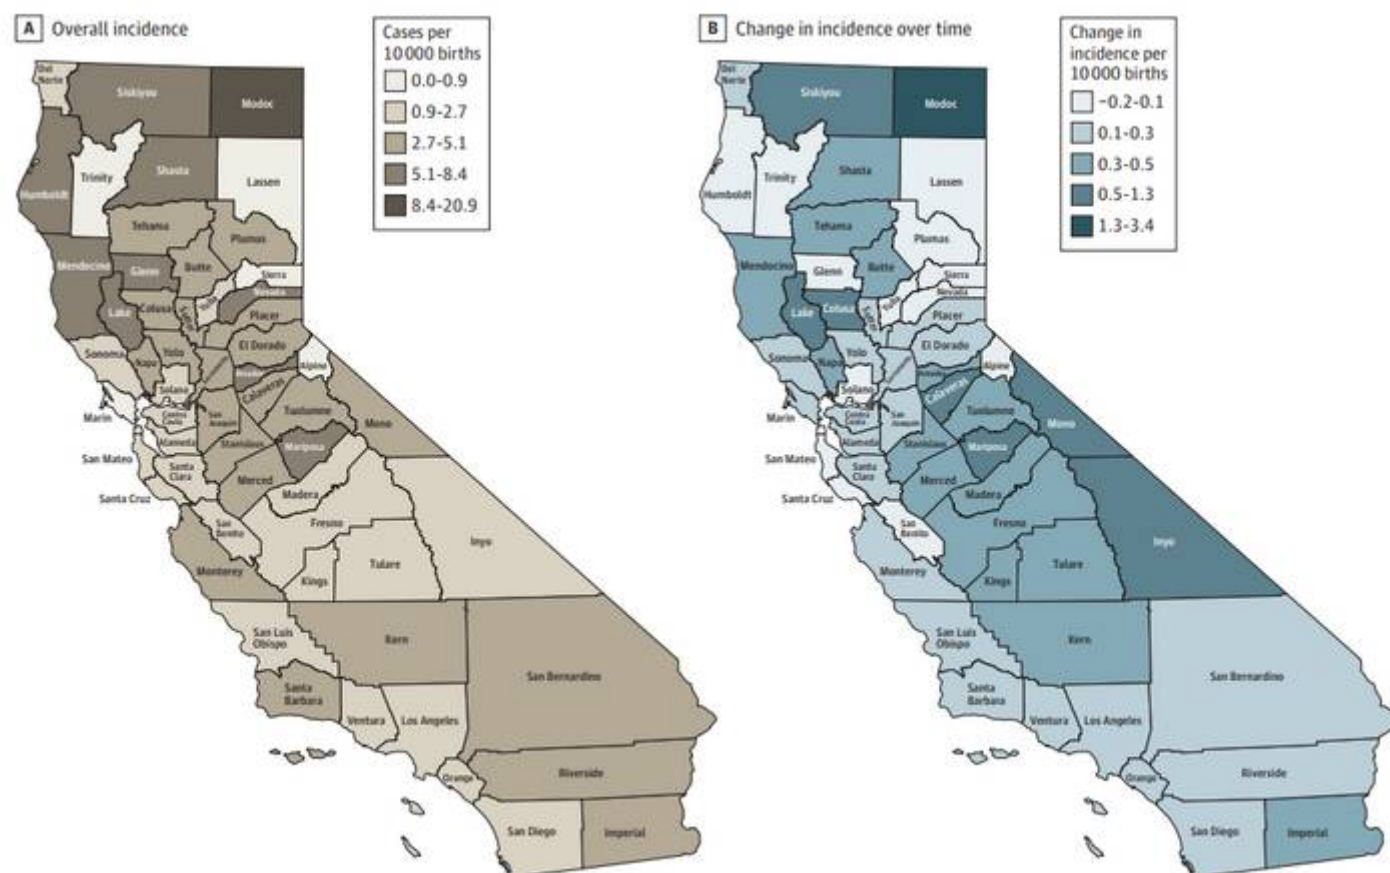 A Overall incidence
Cases per
10 000 births
0.0-0.9
0.9-2.7
2.7-5.1
5.1-8.4
8.4-20.9
Del
Norte
Siskiyou
Modoc
Humboldt
Trinity
Shasta
Lassen
Tehama
Plumas
Mendocino
Glenn
Butte
Sierra
Nevada
Lake
Colusa
Sutter
Yuba
Placer
Sonoma
Napa
Yolo
El Dorado
Alpine
Solano
Calaveras
Marin
Contra
Costa
San
Joaquin
Tuolumne
Mono
Alameda
Stanislaus
Mariposa
San Mateo
Santa
Clara
Merced
Madera
Santa Cruz
San
Benito
Fresno
Inyo
Monterey
Kings
Tulare
San Luis
Obispo
Kern
San Bernardino
Santa
Barbara
Ventura
Los Angeles
Orange
Riverside
San Diego
Imperial
B Change in incidence over time
Change in
incidence per
10 000 births
−0.2-0.1
0.1-0.3
0.3-0.5
0.5-1.3
1.3-3.4
Del
Norte
Siskiyou
Modoc
Humboldt
Trinity
Shasta
Lassen
Tehama
Plumas
Mendocino
Glenn
Butte
Sierra
Nevada
Lake
Colusa
Sutter
Yuba
Placer
Sonoma
Napa
Yolo
El Dorado
Alpine
Solano
Calaveras
Marin
Contra
Costa
San
Joaquin
Tuolumne
Mono
Alameda
Stanislaus
Mariposa
San Mateo
Santa
Clara
Merced
Madera
Santa Cruz
San
Benito
Fresno
Inyo
Monterey
Kings
Tulare
San Luis
Obispo
Kern
San Bernardino
Santa
Barbara
Ventura
Los Angeles
Orange
Riverside
San Diego
Imperial